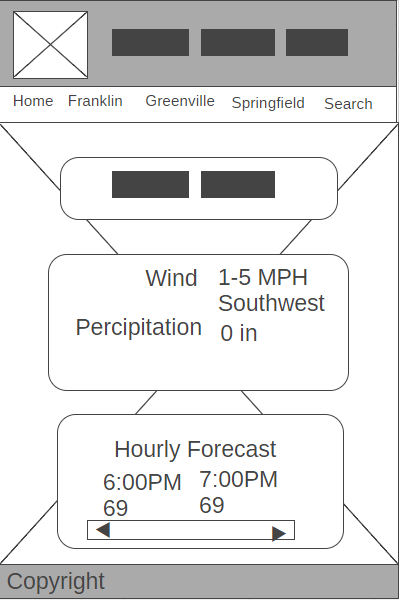 Home Franklin Greenville Springfield Search
Wind 1-5 MPH
Southwest
Percipitation 0 in
Hourly Forecast
6:00PM 7:00PM
69 69
Copyright